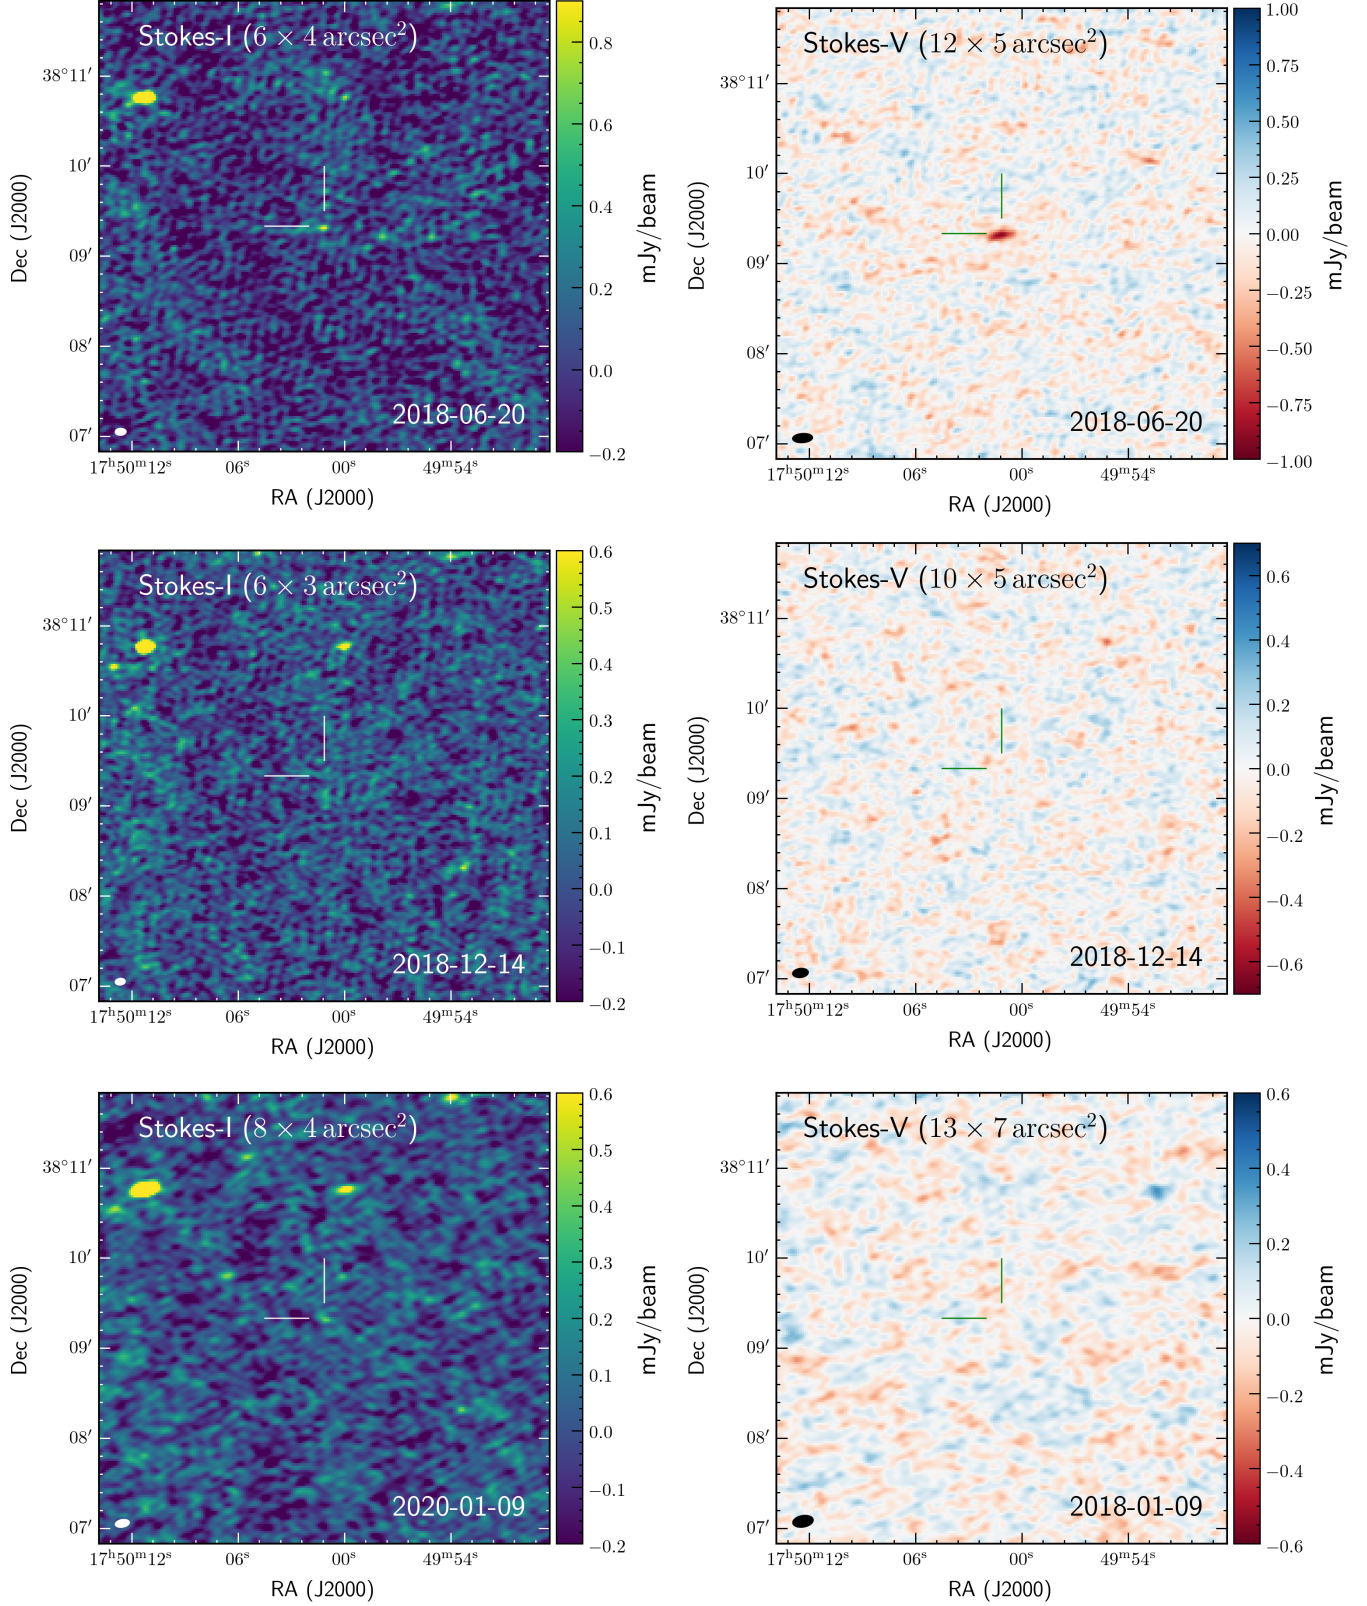 Stokes-I (6 × 4 arcsec²)
38°11′
10′
09′
08′
07′
Dec (J2000)
2018-06-20
17ʰ50ᵐ12ˢ 06ˢ 00ˢ 49ᵐ54ˢ
RA (J2000)
0.8
0.6
0.4
0.2
0.0
−0.2
mJy/beam
Stokes-V (12 × 5 arcsec²)
38°11′
10′
09′
08′
07′
Dec (J2000)
2018-06-20
17ʰ50ᵐ12ˢ 06ˢ 00ˢ 49ᵐ54ˢ
RA (J2000)
1.00
0.75
0.50
0.25
0.00
−0.25
−0.50
−0.75
−1.00
mJy/beam
Stokes-I (6 × 3 arcsec²)
38°11′
10′
09′
08′
07′
Dec (J2000)
2018-12-14
17ʰ50ᵐ12ˢ 06ˢ 00ˢ 49ᵐ54ˢ
RA (J2000)
0.6
0.5
0.4
0.3
0.2
0.1
0.0
−0.1
−0.2
mJy/beam
Stokes-V (10 × 5 arcsec²)
38°11′
10′
09′
08′
07′
Dec (J2000)
2018-12-14
17ʰ50ᵐ12ˢ 06ˢ 00ˢ 49ᵐ54ˢ
RA (J2000)
0.6
0.4
0.2
0.0
−0.2
−0.4
−0.6
mJy/beam
Stokes-I (8 × 4 arcsec²)
38°11′
10′
09′
08′
07′
Dec (J2000)
2020-01-09
17ʰ50ᵐ12ˢ 06ˢ 00ˢ 49ᵐ54ˢ
RA (J2000)
0.6
0.5
0.4
0.3
0.2
0.1
0.0
−0.1
−0.2
mJy/beam
Stokes-V (13 × 7 arcsec²)
38°11′
10′
09′
08′
07′
Dec (J2000)
2018-01-09
17ʰ50ᵐ12ˢ 06ˢ 00ˢ 49ᵐ54ˢ
RA (J2000)
0.6
0.4
0.2
0.0
−0.2
−0.4
−0.6
mJy/beam